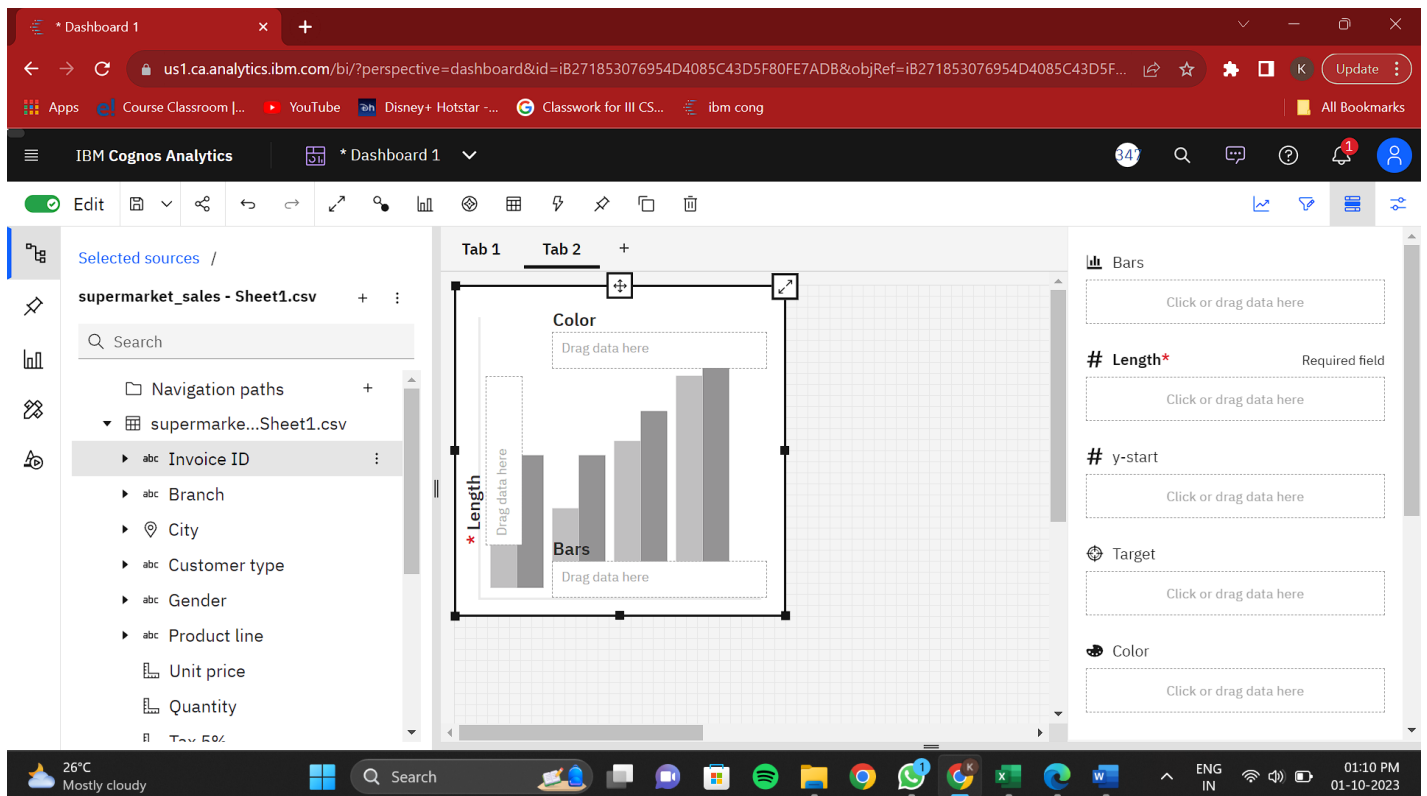 * Dashboard 1
us1.ca.analytics.ibm.com/bi/?perspective=dashboard&id=iB271853076954D4085C43D5F80FE7ADB&objRef=iB271853076954D4085C43D5F...
K
Update
Apps
Course Classroom |...
YouTube
Disney+ Hotstar -...
Classwork for III CS...
ibm cong
All Bookmarks
IBM Cognos Analytics
* Dashboard 1
347
1
Edit
Selected sources /
supermarket_sales - Sheet1.csv
Search
Navigation paths
supermarke...Sheet1.csv
abc Invoice ID
abc Branch
City
abc Customer type
abc Gender
abc Product line
Unit price
Quantity
Tax 5%
Tab 1 Tab 2
Color
Drag data here
* Length
Drag data here
Bars
Drag data here
Bars
Click or drag data here
# Length* Required field
Click or drag data here
# y-start
Click or drag data here
Target
Click or drag data here
Color
Click or drag data here
26°C
Mostly cloudy
Search
1
K
ENG
IN
01:10 PM
01-10-2023